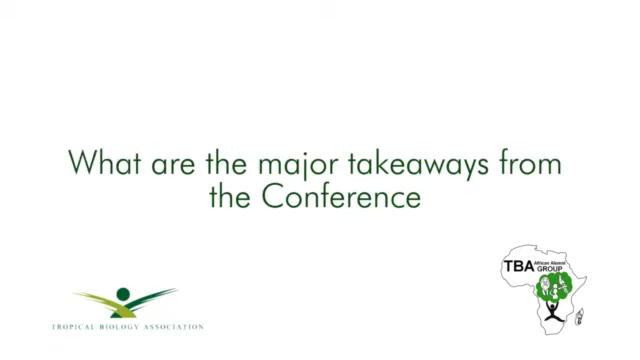 What are the major takeaways from
the Conference
TBA African Alumni
GROUP
TROPICAL BIOLOGY ASSOCIATION